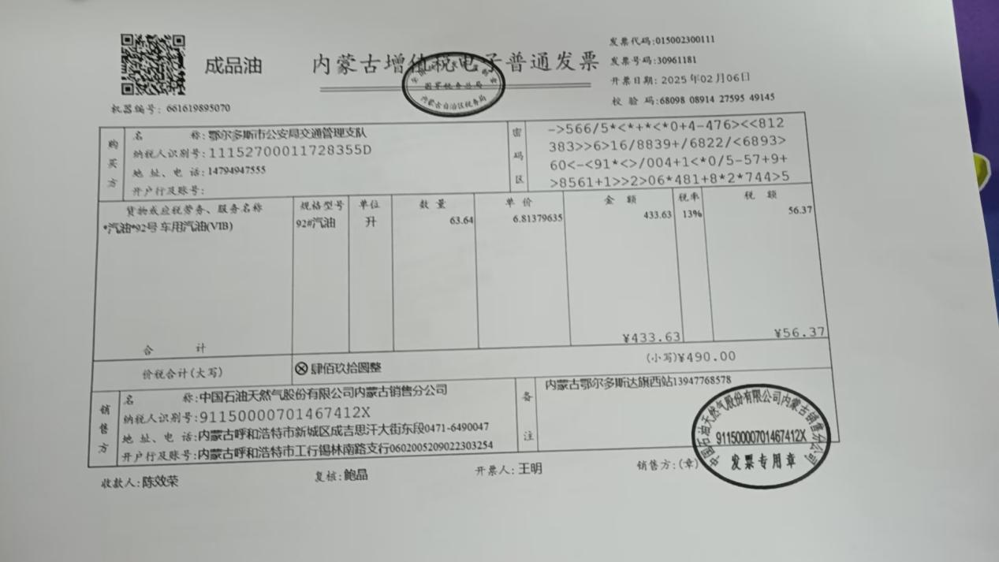 成品油
内蒙古增值税电子普通发票
国家税务总局
内蒙古自治区税务局
发票代码:015002300111
发票号码:30961181
开票日期: 2025年02月06日
校 验 码:68098 08914 27595 49145
机器编号: 661619895070
购买方
名 称:鄂尔多斯市公安局交通管理支队
纳税人识别号:11152700011728355D
地 址、电 话:14794947555
开户行及账号:
密码区
->566/5*<*+*<*0+4-476><<812
383>>6>16/8839+/6822/<6893>
60<-<91*<>/004+1<*0/5-57+9+
>8561+1>>2>06*481+8*2*744>5
货物或应税劳务、服务名称 规格型号 单位 数 量 单 价 金 额 税率 税 额
*汽油*92号 车用汽油(VIB) 92#汽油 升 63.64 6.81379635 433.63 13% 56.37
合 计 ¥433.63 ¥56.37
价税合计(大写) ⊗肆佰玖拾圆整 (小写)¥490.00
销售方
名 称:中国石油天然气股份有限公司内蒙古销售分公司
纳税人识别号:91150000701467412X
地 址、电 话:内蒙古呼和浩特市新城区成吉思汗大街东段0471-6490047
开户行及账号:内蒙古呼和浩特市工行锡林南路支行0602005209022303254
备注
内蒙古鄂尔多斯达旗西站13947768578
收款人:陈效荣 复核:鲍晶 开票人:王明 销售方:(章)
中国石油天然气股份有限公司内蒙古销售分公司
91150000701467412X
发票专用章